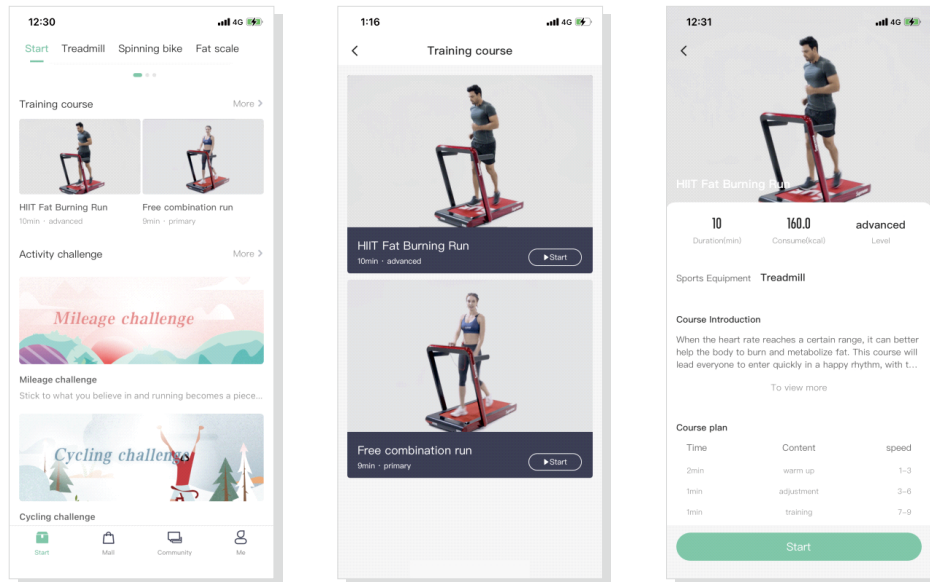 12:30
4G
Start Treadmill Spinning bike Fat scale
Training course More >
HIIT Fat Burning Run Free combination run
10min · advanced 9min · primary
Activity challenge More >
Mileage challenge
Mileage challenge
Stick to what you believe in and running becomes a piece...
Cycling challenge
Cycling challenge
Start Mall Community Me
1:16
4G
< Training course
HIIT Fat Burning Run
10min · advanced
Start
Free combination run
9min · primary
Start
12:31
4G
<
HIIT Fat Burning Run
10 160.0 advanced
Duration(min) Consume(kcal) Level
Sports Equipment Treadmill
Course Introduction
When the heart rate reaches a certain range, it can better
help the body to burn and metabolize fat. This course will
lead everyone to enter quickly in a happy rhythm, with t...
To view more
Course plan
Time Content speed
2min warm up 1-3
1min adjustment 3-6
1min training 7-9
Start